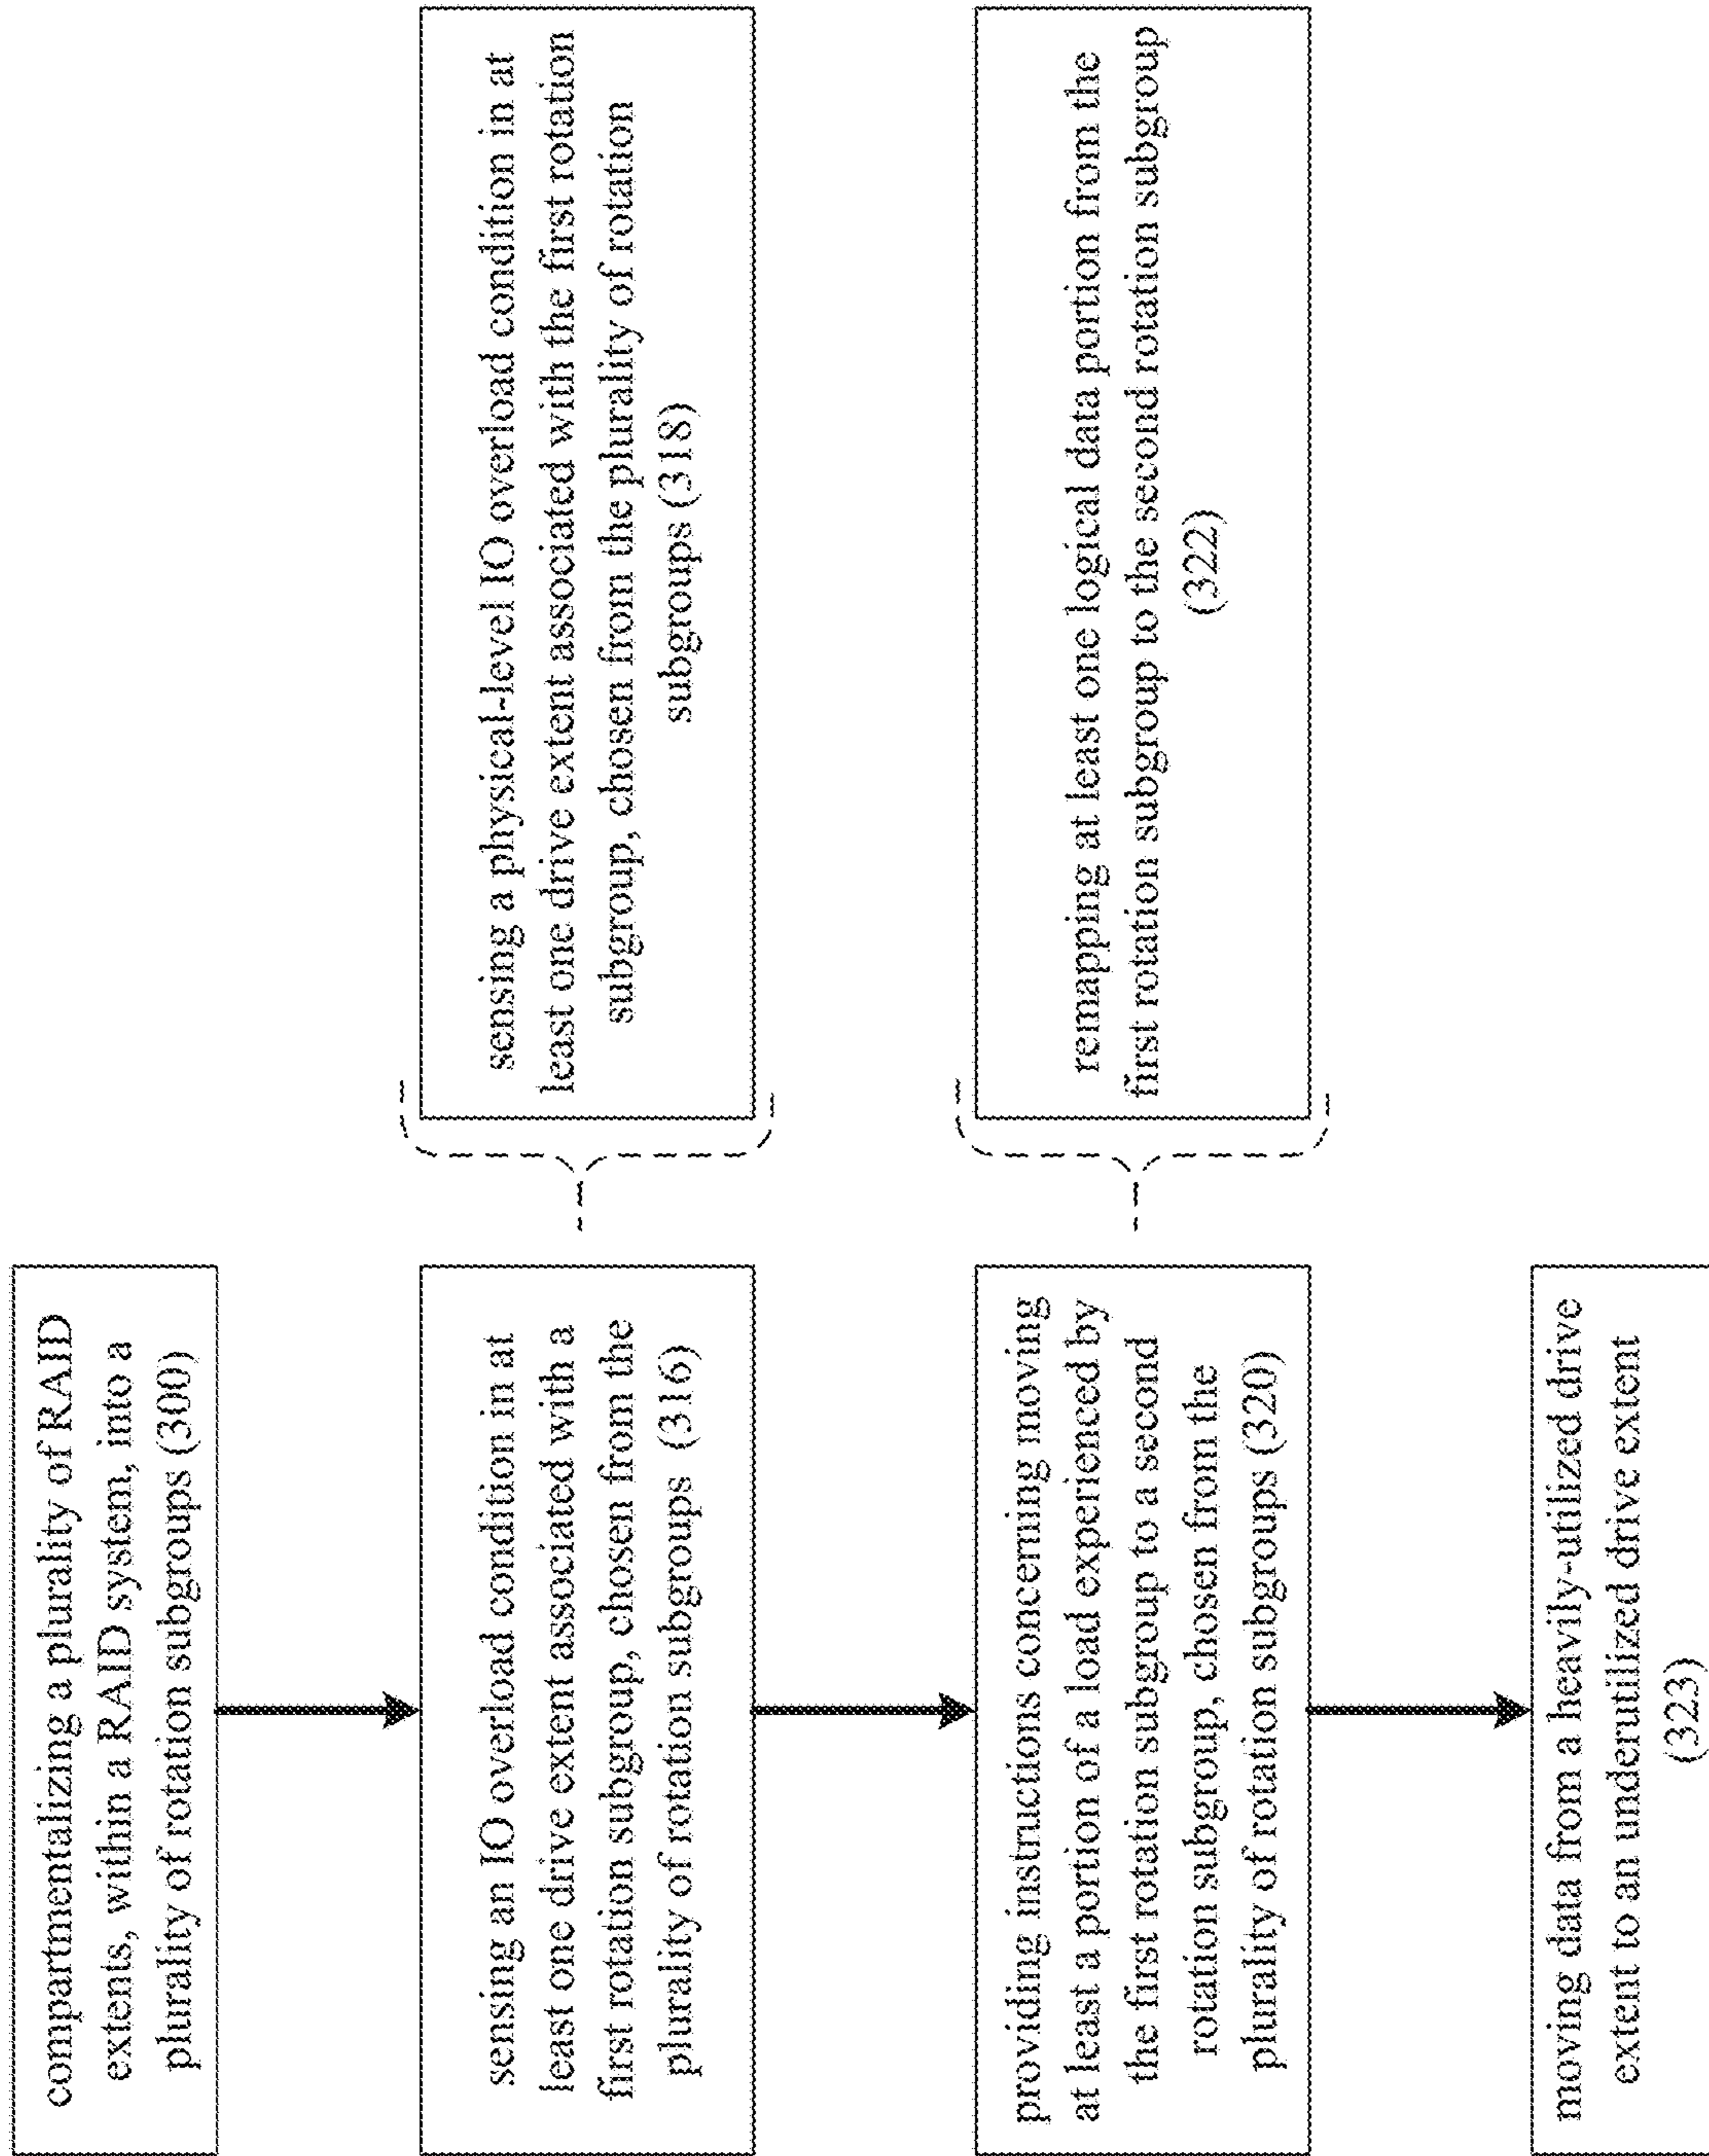 compartmentalizing a plurality of RAID
extents, within a RAID system, into a
plurality of rotation subgroups (300)
sensing an IO overload condition in at
least one drive extent associated with a
first rotation subgroup, chosen from the
plurality of rotation subgroups (316)
sensing a physical-level IO overload condition in at
least one drive extent associated with the first rotation
subgroup, chosen from the plurality of rotation
subgroups (318)
providing instructions concerning moving
at least a portion of a load experienced by
the first rotation subgroup to a second
rotation subgroup, chosen from the
plurality of rotation subgroups (320)
remapping at least one logical data portion from the
first rotation subgroup to the second rotation subgroup
(322)
moving data from a heavily-utilized drive
extent to an underutilized drive extent
(323)